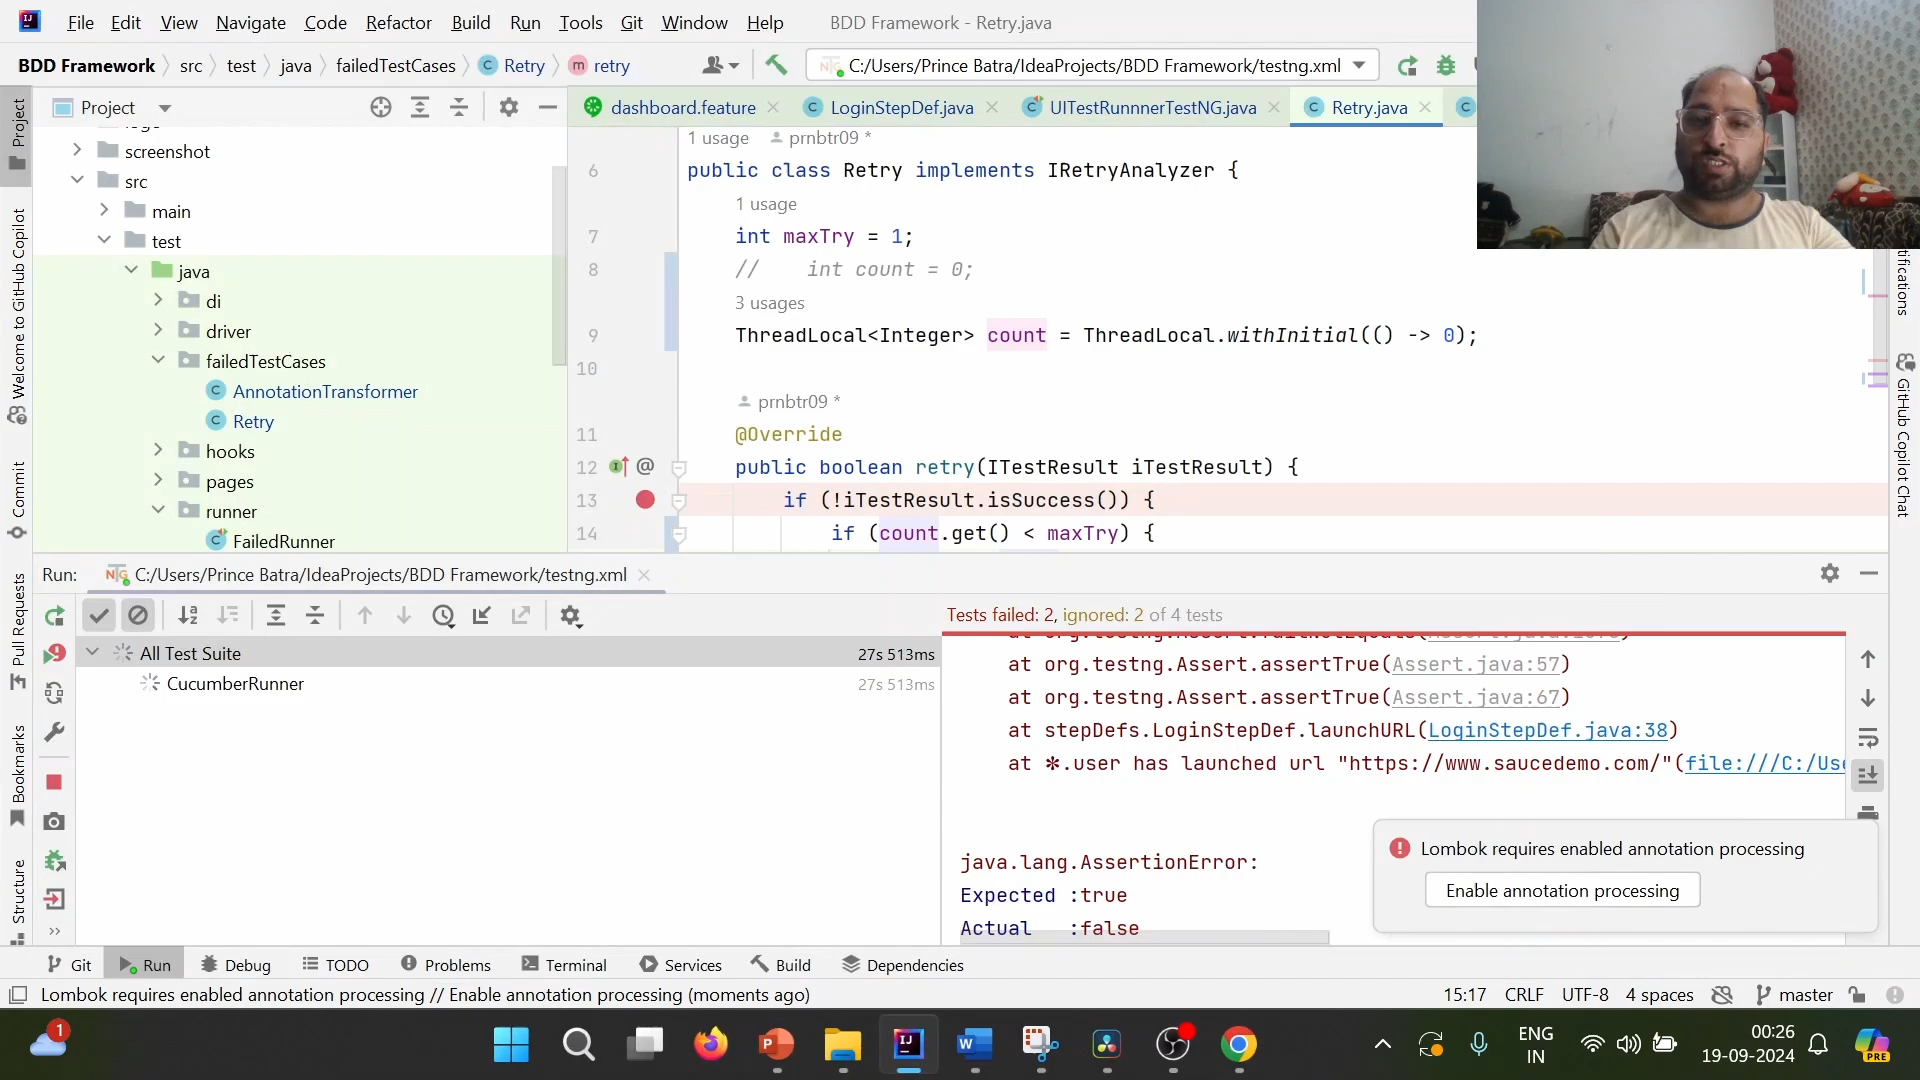 File Edit View Navigate Code Refactor Build Run Tools Git Window Help BDD Framework - Retry.java
BDD Framework src test java failedTestCases Retry retry C:/Users/Prince Batra/IdeaProjects/BDD Framework/testng.xml
Project
dashboard.feature LoginStepDef.java UITestRunnnerTestNG.java Retry.java
screenshot
src
main
test
java
di
driver
failedTestCases
AnnotationTransformer
Retry
hooks
pages
runner
FailedRunner
1 usage prnbtr09 *
6 public class Retry implements IRetryAnalyzer {
1 usage
7 int maxTry = 1;
8 // int count = 0;
3 usages
9 ThreadLocal<Integer> count = ThreadLocal.withInitial(() -> 0);
10
prnbtr09 *
11 @Override
12 public boolean retry(ITestResult iTestResult) {
13 if (!iTestResult.isSuccess()) {
14 if (count.get() < maxTry) {
Project
Welcome to GitHub Copilot
Commit
Pull Requests
Bookmarks
Structure
tifications
GitHub Copilot Chat
Run: C:/Users/Prince Batra/IdeaProjects/BDD Framework/testng.xml
Tests failed: 2, ignored: 2 of 4 tests
All Test Suite 27s 513ms
CucumberRunner 27s 513ms
at org.testng.Assert.assertTrue(Assert.java:57)
at org.testng.Assert.assertTrue(Assert.java:67)
at stepDefs.LoginStepDef.launchURL(LoginStepDef.java:38)
at ✽.user has launched url "https://www.saucedemo.com/"(file:///C:/Use
java.lang.AssertionError:
Expected :true
Actual :false
Lombok requires enabled annotation processing
Enable annotation processing
Git Run Debug TODO Problems Terminal Services Build Dependencies
Lombok requires enabled annotation processing // Enable annotation processing (moments ago) 15:17 CRLF UTF-8 4 spaces master
1
ENG
IN
00:26
19-09-2024
PRE